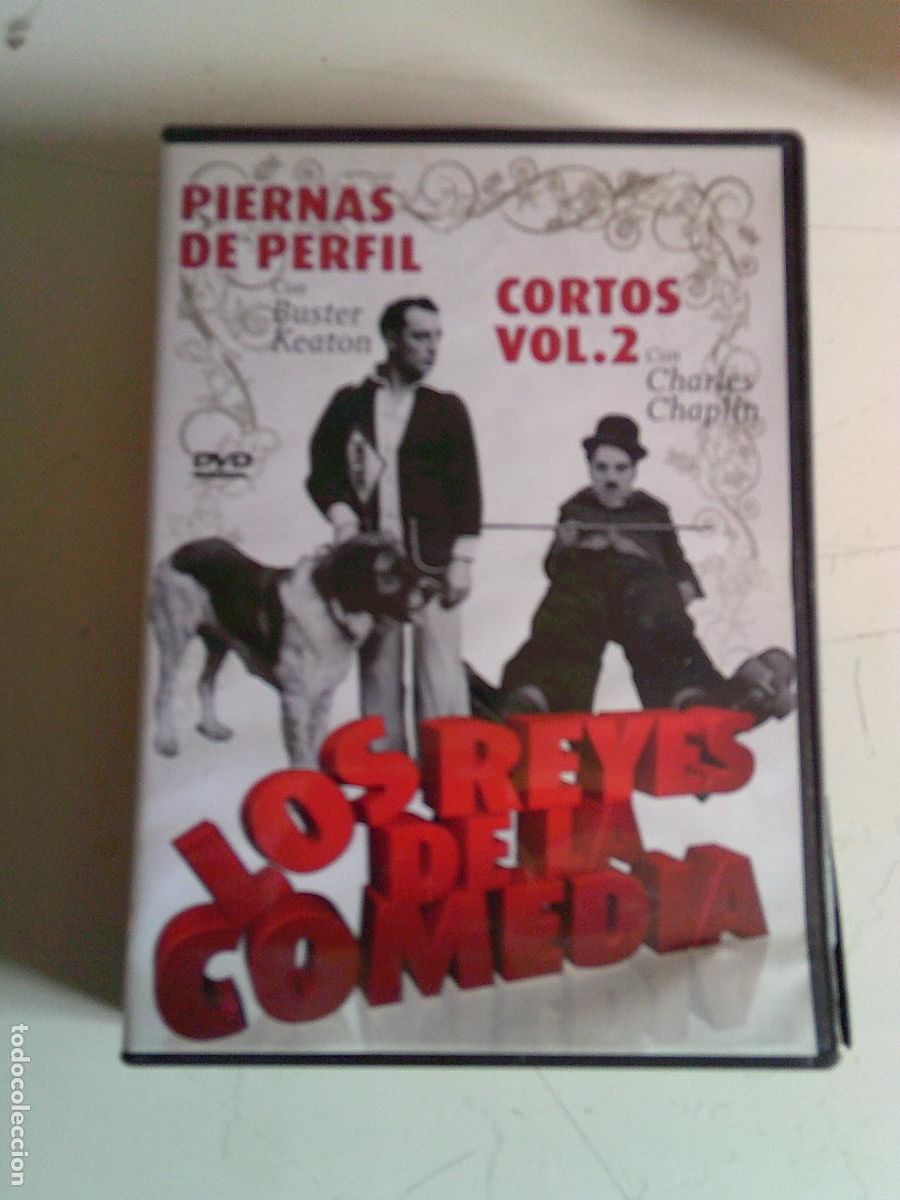 PIERNAS
DE PERFIL
Con
Buster
Keaton
CORTOS
VOL.2
Con
Charles
Chaplin
DVD
LOS REYES
DE LA
COMEDIA
todocoleccion